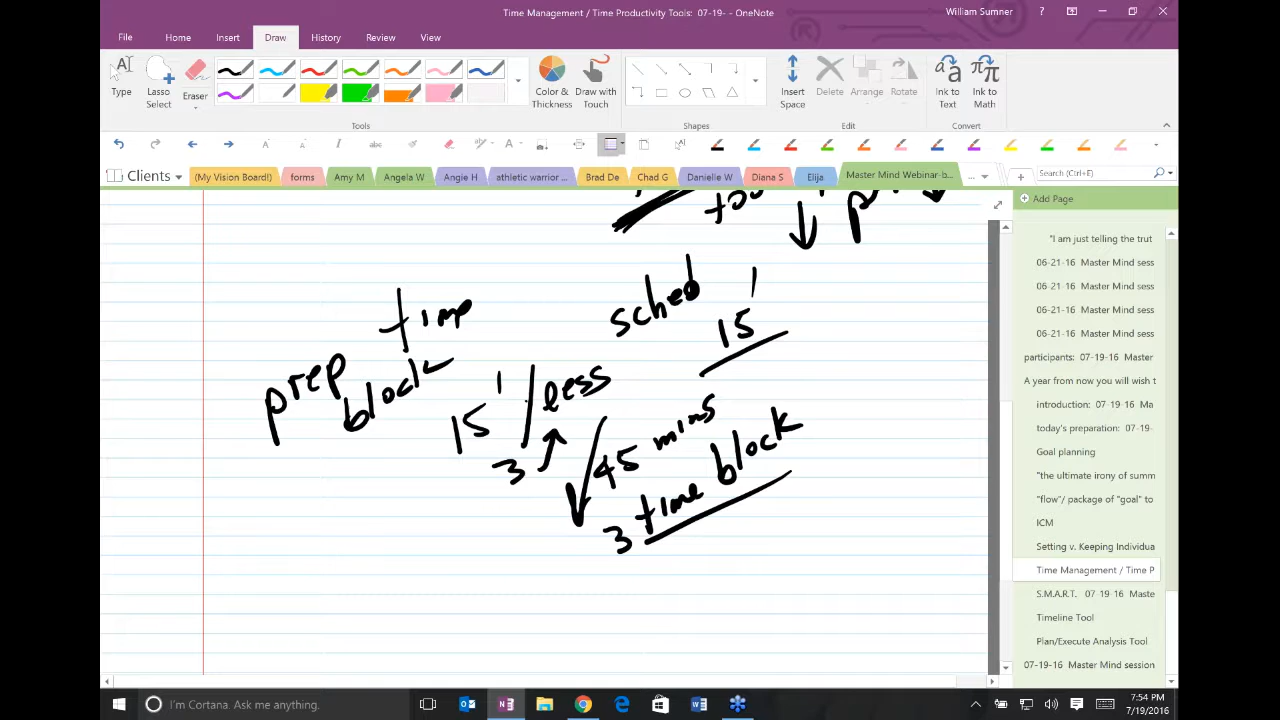 Time Management / Time Productivity Tools: 07-19- - OneNote
William Sumner
?
File
Home
Insert
Draw
History
Review
View
Type
Lasso Select
Eraser
Color & Thickness
Draw with Touch
Insert Space
Delete
Arrange
Rotate
Ink to Text
Ink to Math
Tools
Shapes
Edit
Convert
Clients
(My Vision Board!)
forms
Amy M
Angela W
Angie H
athletic warrior ...
Brad De
Chad G
Danielle W
Diana S
Elija
Master Mind Webinar-b...
Search (Ctrl+E)
Add Page
"I am just telling the trut
06-21-16 Master Mind sess
06-21-16 Master Mind sess
06-21-16 Master Mind sess
06-21-16 Master Mind sess
participants: 07-19-16 Master
A year from now you will wish t
introduction: 07-19-16 Ma
today's preparation: 07-19-
Goal planning
"the ultimate irony of summ
"flow"/ package of "goal" to
ICM
Setting v. Keeping Individua
Time Management / Time P
S.M.A.R.T. 07-19-16 Maste
Timeline Tool
Plan/Execute Analysis Tool
07-19-16 Master Mind session
sched
15'
prep time
block
15' / less
3
45 mins
3 time block
I'm Cortana. Ask me anything.
7:54 PM
7/19/2016